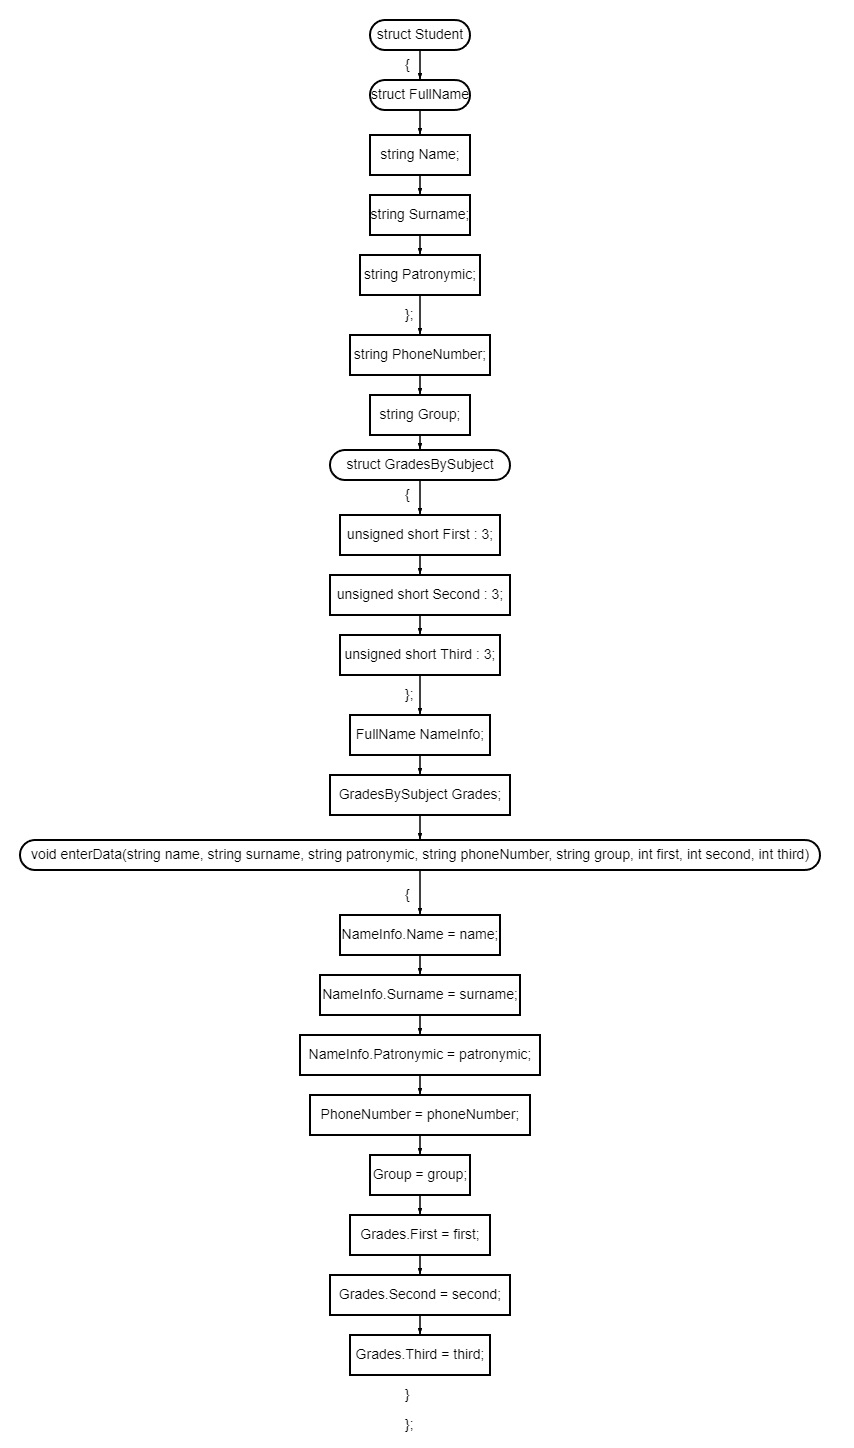 struct Student
{
struct FullName
string Name;
string Surname;
string Patronymic;
};
string PhoneNumber;
string Group;
struct GradesBySubject
{
unsigned short First : 3;
unsigned short Second : 3;
unsigned short Third : 3;
};
FullName NameInfo;
GradesBySubject Grades;
void enterData(string name, string surname, string patronymic, string phoneNumber, string group, int first, int second, int third)
{
NameInfo.Name = name;
NameInfo.Surname = surname;
NameInfo.Patronymic = patronymic;
PhoneNumber = phoneNumber;
Group = group;
Grades.First = first;
Grades.Second = second;
Grades.Third = third;
}
};